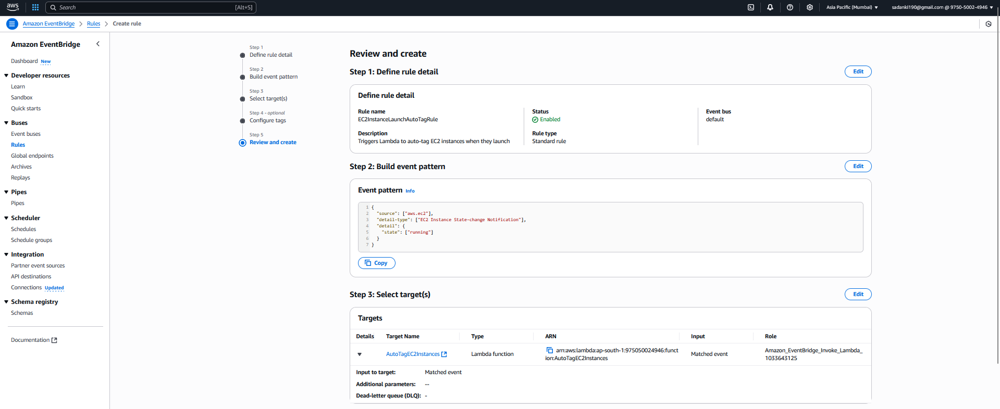 aws
Search
[Alt+S]
Asia Pacific (Mumbai)
sadanki190@gmail.com @ 9750-5002-4946
Amazon EventBridge
Rules
Create rule
Amazon EventBridge
Dashboard New
Developer resources
Learn
Sandbox
Quick starts
Buses
Event buses
Rules
Global endpoints
Archives
Replays
Pipes
Pipes
Scheduler
Schedules
Schedule groups
Integration
Partner event sources
API destinations
Connections Updated
Schema registry
Schemas
Documentation
Step 1
Define rule detail
Step 2
Build event pattern
Step 3
Select target(s)
Step 4 - optional
Configure tags
Step 5
Review and create
Review and create
Step 1: Define rule detail
Edit
Define rule detail
Rule name
EC2InstanceLaunchAutoTagRule
Description
Triggers Lambda to auto-tag EC2 instances when they launch
Status
Enabled
Rule type
Standard rule
Event bus
default
Step 2: Build event pattern
Edit
Event pattern Info
1 {
2 "source": ["aws.ec2"],
3 "detail-type": ["EC2 Instance State-change Notification"],
4 "detail": {
5 "state": ["running"]
6 }
7 }
Copy
Step 3: Select target(s)
Edit
Targets
Details Target Name Type ARN Input Role
AutoTagEC2Instances Lambda function arn:aws:lambda:ap-south-1:975050024946:funct Matched event Amazon_EventBridge_Invoke_Lambda_
ion:AutoTagEC2Instances 1033643125
Input to target: Matched event
Additional parameters: --
Dead-letter queue (DLQ): -